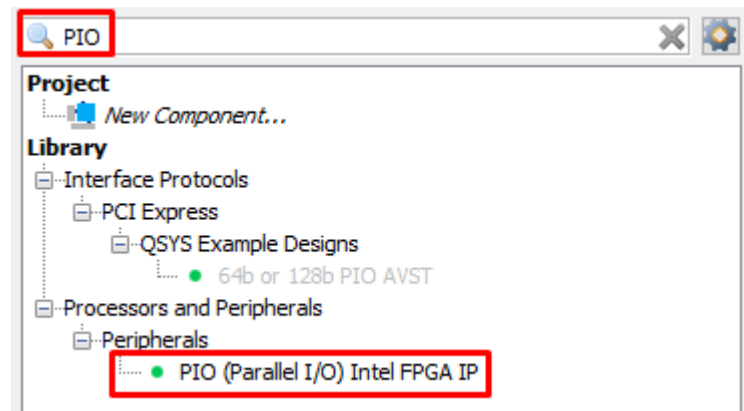 PIO
Project
New Component...
Library
Interface Protocols
PCI Express
QSYS Example Designs
64b or 128b PIO AVST
Processors and Peripherals
Peripherals
PIO (Parallel I/O) Intel FPGA IP